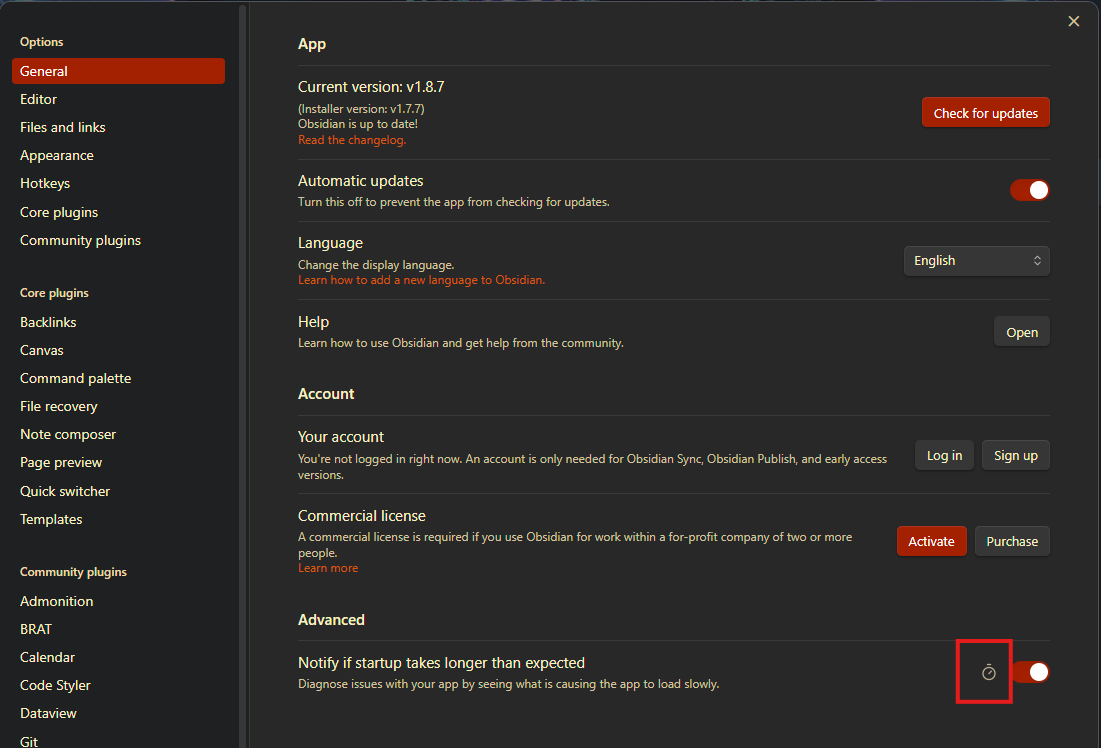 Options
General
Editor
Files and links
Appearance
Hotkeys
Core plugins
Community plugins
Core plugins
Backlinks
Canvas
Command palette
File recovery
Note composer
Page preview
Quick switcher
Templates
Community plugins
Admonition
BRAT
Calendar
Code Styler
Dataview
Git
App
Current version: v1.8.7
(Installer version: v1.7.7)
Obsidian is up to date!
Read the changelog.
Check for updates
Automatic updates
Turn this off to prevent the app from checking for updates.
Language
Change the display language.
Learn how to add a new language to Obsidian.
English
Help
Learn how to use Obsidian and get help from the community.
Open
Account
Your account
You're not logged in right now. An account is only needed for Obsidian Sync, Obsidian Publish, and early access
versions.
Log in
Sign up
Commercial license
A commercial license is required if you use Obsidian for work within a for-profit company of two or more
people.
Learn more
Activate
Purchase
Advanced
Notify if startup takes longer than expected
Diagnose issues with your app by seeing what is causing the app to load slowly.